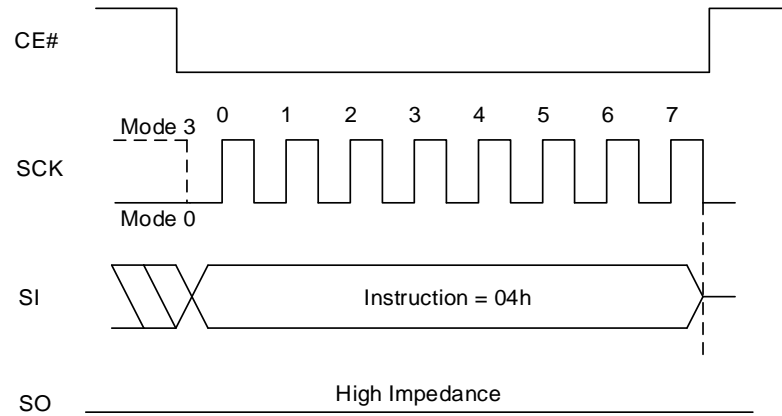 CE#
0 1 2 3 4 5 6 7
Mode 3
SCK
Mode 0
SI
Instruction = 04h
High Impedance
SO